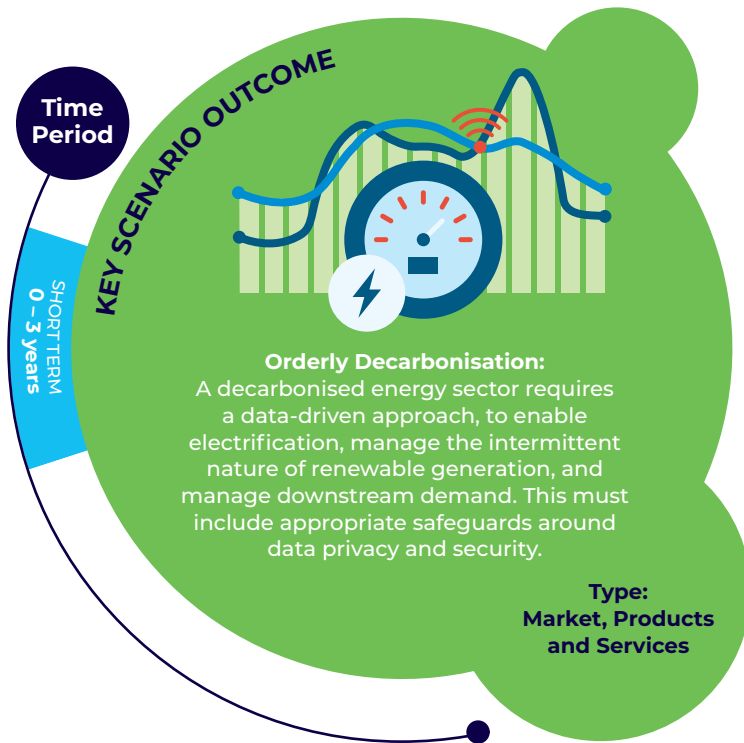 Time
Period
KEY SCENARIO OUTCOME
SHORT TERM
0 – 3 years
Orderly Decarbonisation:
A decarbonised energy sector requires
a data-driven approach, to enable
electrification, manage the intermittent
nature of renewable generation, and
manage downstream demand. This must
include appropriate safeguards around
data privacy and security.
Type:
Market, Products
and Services